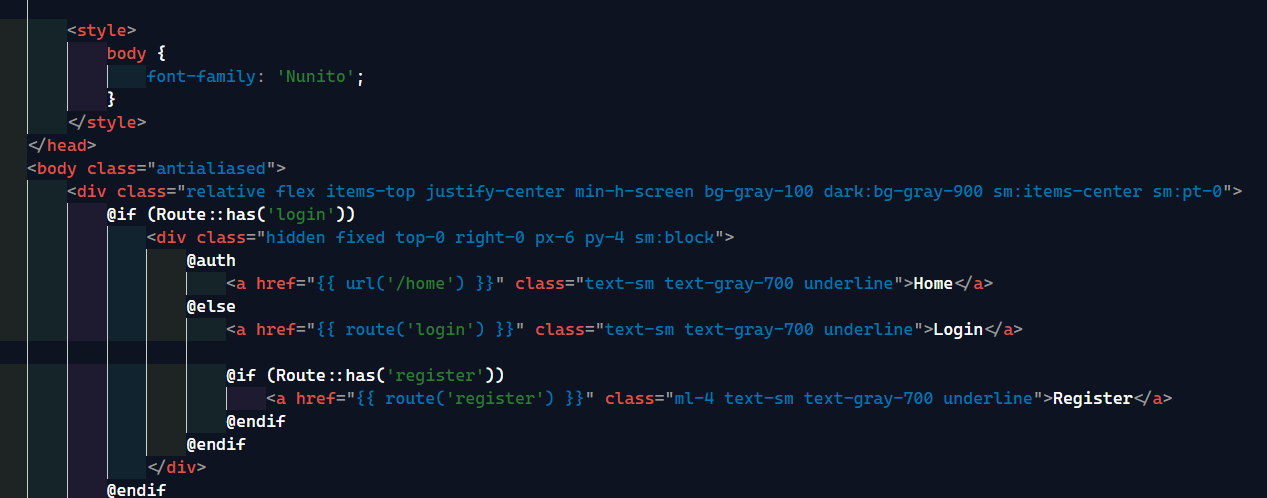 <style>
body {
font-family: 'Nunito';
}
</style>
</head>
<body class="antialiased">
<div class="relative flex items-top justify-center min-h-screen bg-gray-100 dark:bg-gray-900 sm:items-center sm:pt-0">
@if (Route::has('login'))
<div class="hidden fixed top-0 right-0 px-6 py-4 sm:block">
@auth
<a href="{{ url('/home') }}" class="text-sm text-gray-700 underline">Home</a>
@else
<a href="{{ route('login') }}" class="text-sm text-gray-700 underline">Login</a>
@if (Route::has('register'))
<a href="{{ route('register') }}" class="ml-4 text-sm text-gray-700 underline">Register</a>
@endif
@endif
</div>
@endif